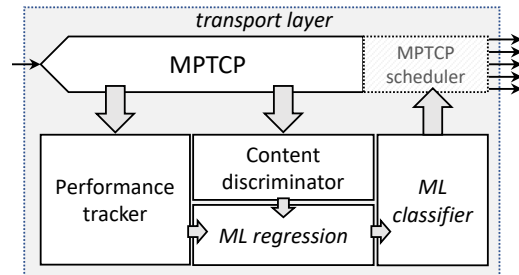 transport layer
MPTCP
MPTCP
scheduler
Performance
tracker
Content
discriminator
ML regression
ML
classifier